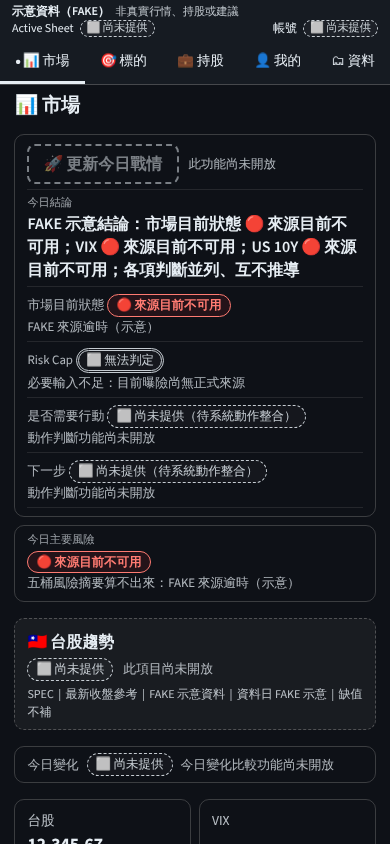 示意資料（FAKE） 非真實行情、持股或建議
Active Sheet ⬜ 尚未提供 帳號 ⬜ 尚未提供
📊 市場 🎯 標的 💼 持股 👤 我的 🗂 資料
📊 市場
🚀 更新今日戰情 此功能尚未開放
今日結論
FAKE 示意結論：市場目前狀態 🔴 來源目前不
可用；VIX 🔴 來源目前不可用；US 10Y 🔴 來源
目前不可用；各項判斷並列、互不推導
市場目前狀態 🔴 來源目前不可用
FAKE 來源逾時（示意）
Risk Cap ⬜ 無法判定
必要輸入不足：目前曝險尚無正式來源
是否需要行動 ⬜ 尚未提供（待系統動作整合）
動作判斷功能尚未開放
下一步 ⬜ 尚未提供（待系統動作整合）
動作判斷功能尚未開放
今日主要風險
🔴 來源目前不可用
五桶風險摘要算不出來：FAKE 來源逾時（示意）
🇹🇼 台股趨勢
⬜ 尚未提供 此項目尚未開放
SPEC｜最新收盤參考｜FAKE 示意資料｜資料日 FAKE 示意｜缺值
不補
今日變化 ⬜ 尚未提供 今日變化比較功能尚未開放
台股 VIX
12,345.67